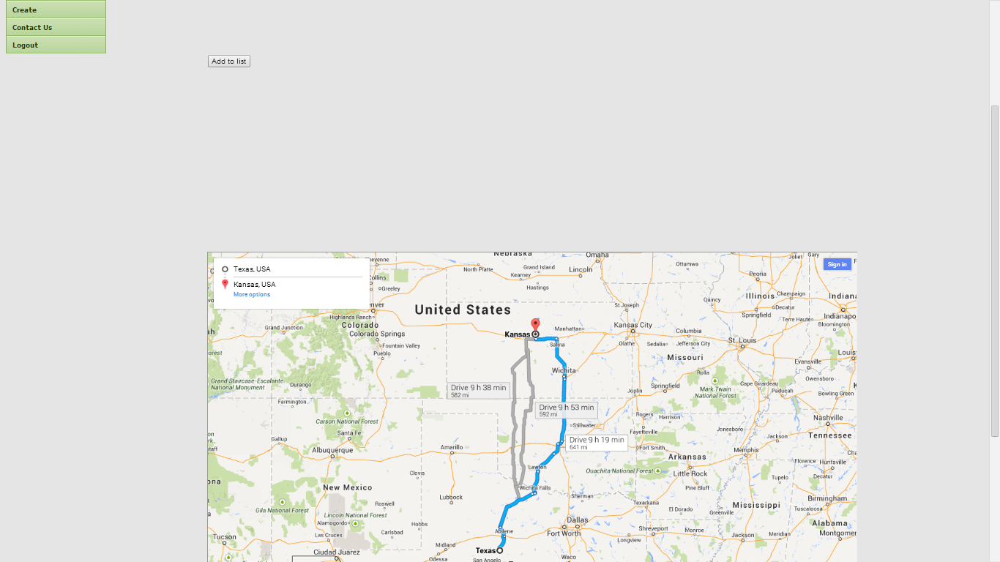 Create
Contact Us
Logout
Add to list
Texas, USA
Kansas, USA
More options
Sign in
Nebraska
Omaha
Joliet
Gary
Cheyenne
North Platte
Grand Island
Lincoln
Ottumwa
Peoria
Kearney
Hastings
Collins
Greeley
Decatur
Champaign
Illinois
Indiana
Quincy
Springfield
Terre Haute
Indianapo
Bloomington
United States
St Joseph
Highlands Ranch
Colorado
Grand Junction
Colorado Springs
Kansas
Manhattan
Kansas City
Columbia
St. Louis
Salina
Olathe
Sedalia
Jefferson City
Fountain Valley
Pueblo
Missouri
Evansville
Louis
Wichita
Rolla
Owensboro
Grand Staircase-Escalante
National Monument
Durango
Drive 9 h 38 min
582 mi
Springfield
Cape Girardeau
Mark Twain
National Forest
Paducah
Bowling Green
Joplin
Farmington
Drive 9 h 53 min
592 mi
Rogers
Harrison
Nashville
Carson National Forest
Santa Fe
Stillwater
Fayetteville
Jonesboro
Jackson
Tennessee
Gallup
Albuquerque
Amarillo
Drive 9 h 19 min
641 mi
Fort Smith
Memphis
Arkansas
Florence
Huntsville
Lawton
Ouachita National Forest
Little Rock
Decatur
Clovis
Tupelo
New Mexico
Wichita Falls
Pine Bluff
Lubbock
Sherman
Birmingham
Roswell
Texarkana
El Dorado
Greenville
Mississippi
Tuscaloosa
Gila National Forest
Lincoln National Forest
Alamogordo
Hobbs
Abilene
Dallas
Fort Worth
Shreveport
Monroe
Alabama
Las Cruces
Carlsbad
Longview
Jackson
Meridian
Montgomer
Tucson
Midland
Ciudad Juárez
Texas
Odessa
San Angelo
Waco